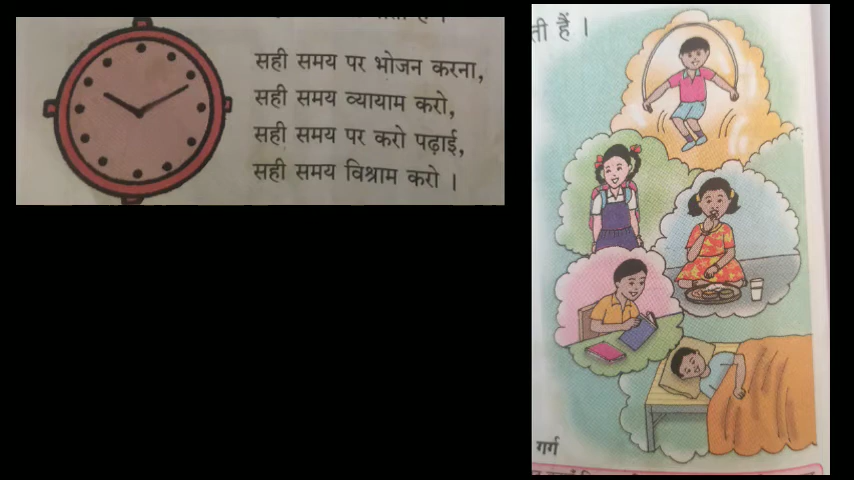 सही समय पर भोजन करना,
सही समय व्यायाम करो,
सही समय पर करो पढ़ाई,
सही समय विश्राम करो ।
ती हैं ।
गर्ग